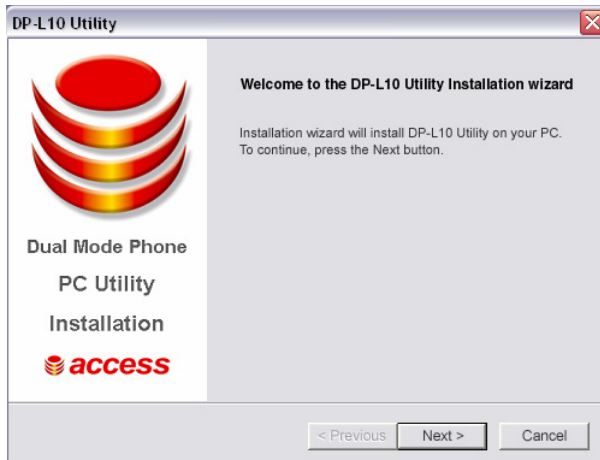 DP-L10 Utility
Welcome to the DP-L10 Utility Installation wizard
Installation wizard will install DP-L10 Utility on your PC.
To continue, press the Next button.
Dual Mode Phone
PC Utility
Installation
access
< Previous
Next >
Cancel